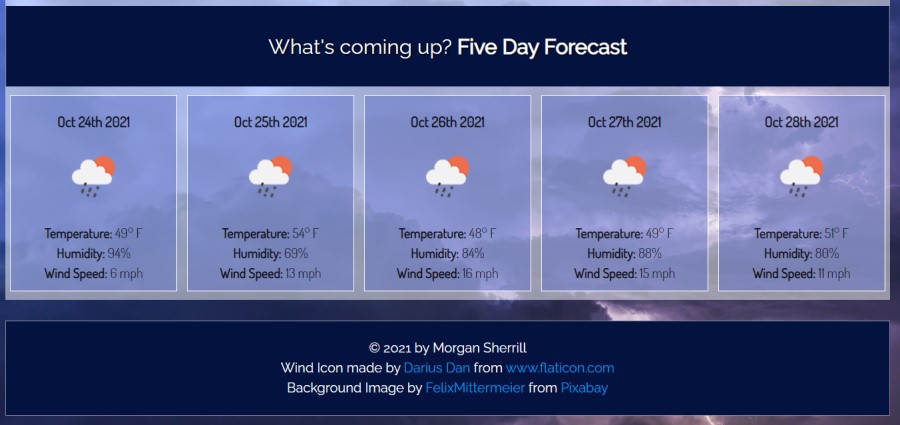 What's coming up? Five Day Forecast
Oct 24th 2021
Temperature: 49° F
Humidity: 94%
Wind Speed: 6 mph
Oct 25th 2021
Temperature: 54° F
Humidity: 69%
Wind Speed: 13 mph
Oct 26th 2021
Temperature: 48° F
Humidity: 84%
Wind Speed: 16 mph
Oct 27th 2021
Temperature: 49° F
Humidity: 88%
Wind Speed: 15 mph
Oct 28th 2021
Temperature: 51° F
Humidity: 80%
Wind Speed: 11 mph
© 2021 by Morgan Sherrill
Wind Icon made by Darius Dan from www.flaticon.com
Background Image by FelixMittermeier from Pixabay